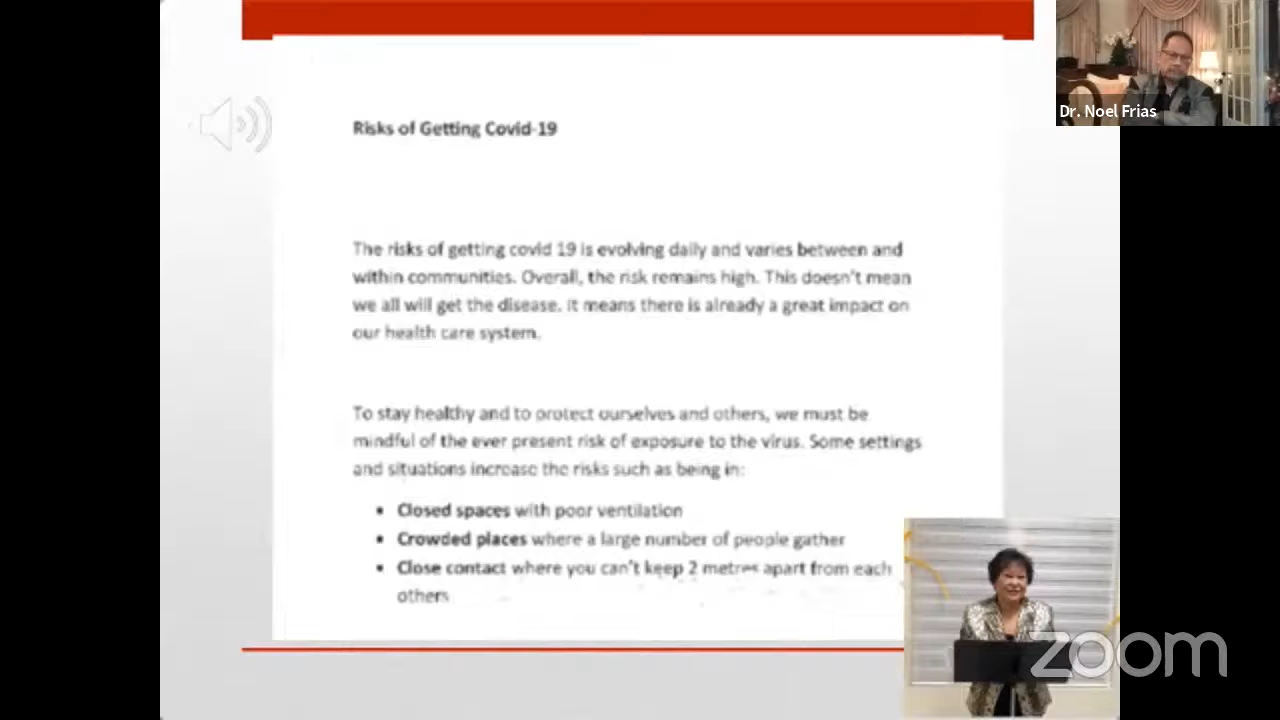 Risks of Getting Covid-19
The risks of getting covid 19 is evolving daily and varies between and
within communities. Overall, the risk remains high. This doesn't mean
we all will get the disease. It means there is already a great impact on
our health care system.
To stay healthy and to protect ourselves and others, we must be
mindful of the ever present risk of exposure to the virus. Some settings
and situations increase the risks such as being in:
• Closed spaces with poor ventilation
• Crowded places where a large number of people gather
• Close contact where you can't keep 2 metres apart from each
others
Dr. Noel Frias
zoom